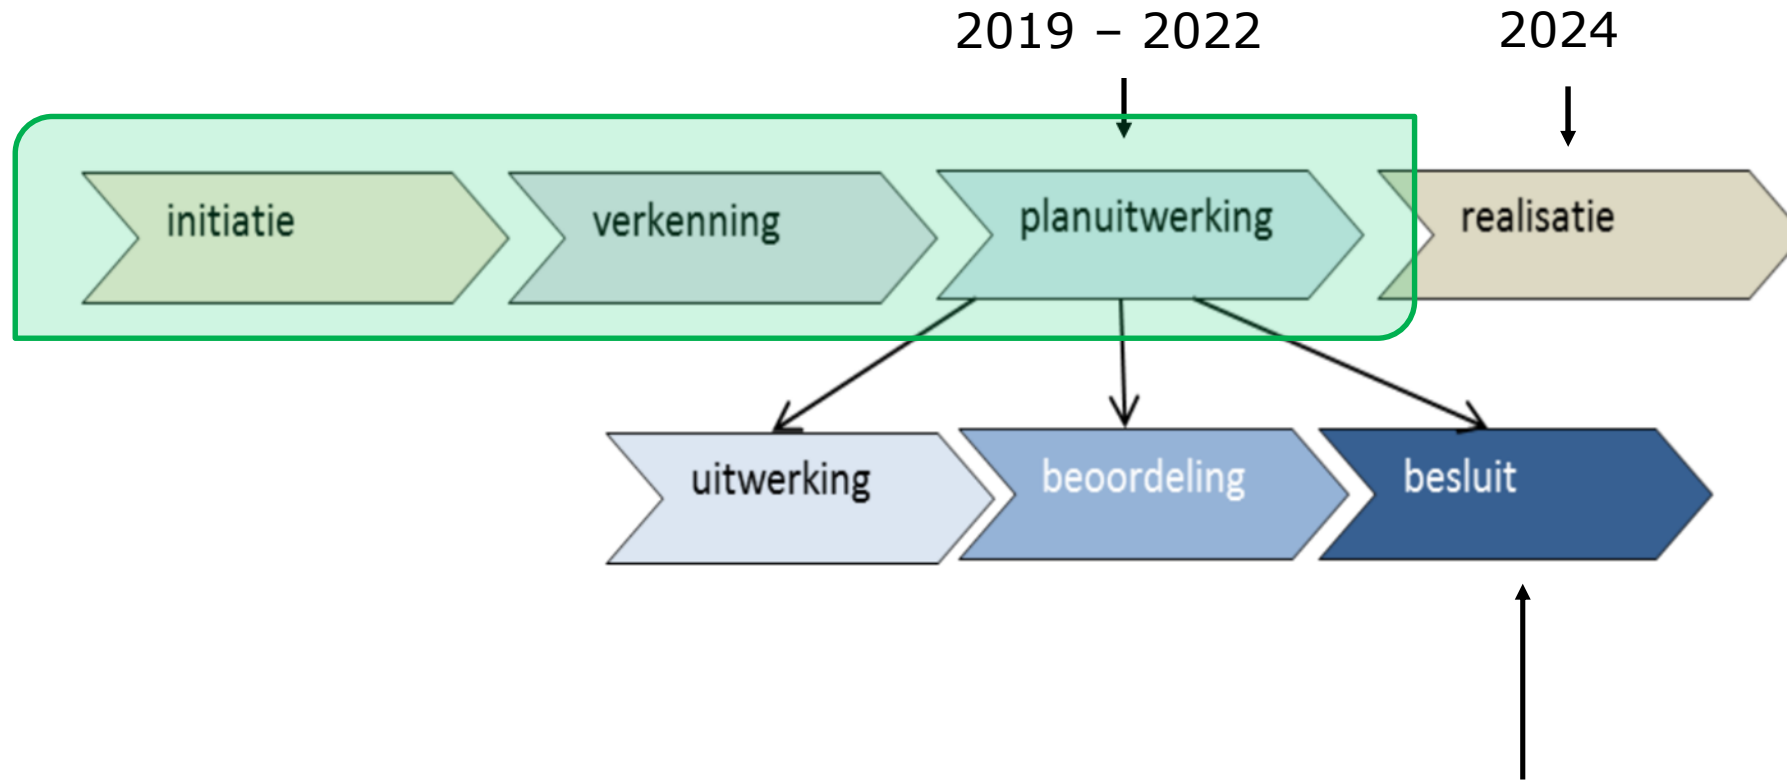 2019 – 2022 2024
initiatie verkenning planuitwerking realisatie
uitwerking beoordeling besluit